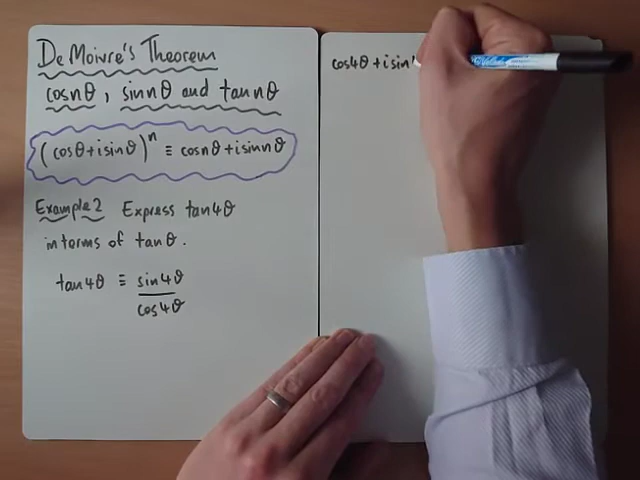 De Moivre's Theorem
cosnθ, sinnθ and tannθ
(cosθ+isinθ)ⁿ ≡ cosnθ+isinnθ
Example 2 Express tan4θ
in terms of tanθ.
tan4θ ≡ sin4θ
cos4θ
cos4θ+isin